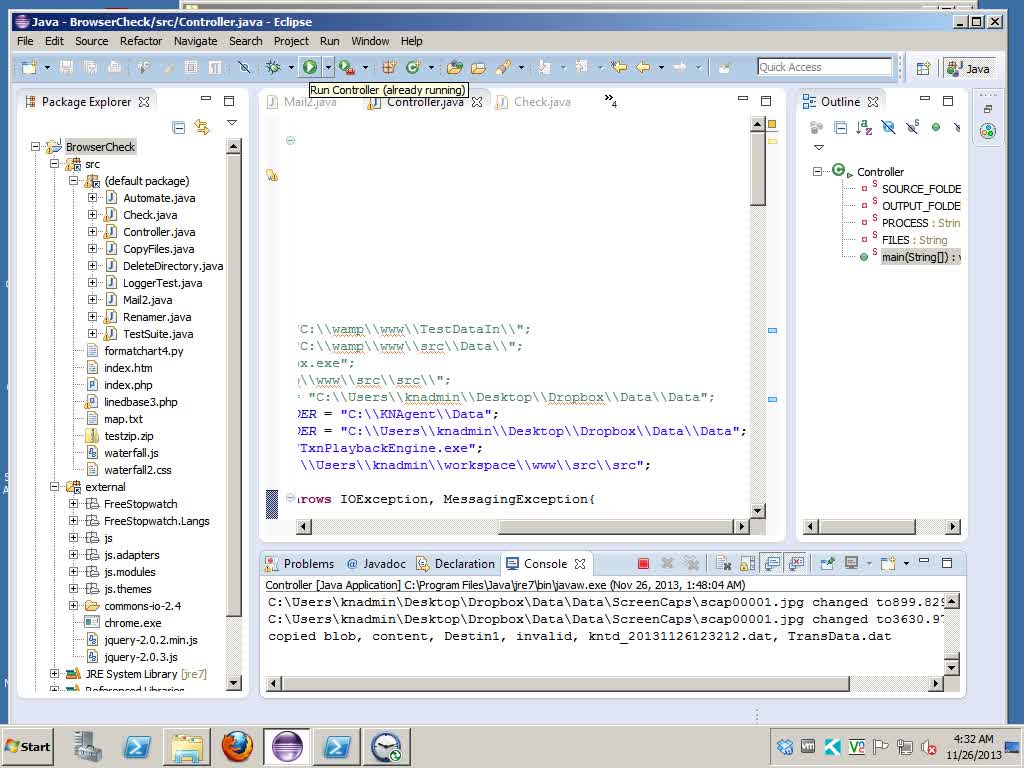 Java - BrowserCheck/src/Controller.java - Eclipse
File Edit Source Refactor Navigate Search Project Run Window Help
Quick Access
Java
Run Controller (already running)
Package Explorer
Mail2.java
Controller.java
Check.java
»4
Outline
BrowserCheck
src
(default package)
Automate.java
Check.java
Controller.java
CopyFiles.java
DeleteDirectory.java
LoggerTest.java
Mail2.java
Renamer.java
TestSuite.java
formatchart4.py
index.htm
index.php
linedbase3.php
map.txt
testzip.zip
waterfall.js
waterfall2.css
external
FreeStopwatch
FreeStopwatch.Langs
js
js.adapters
js.modules
js.themes
commons-io-2.4
chrome.exe
jquery-2.0.2.min.js
jquery-2.0.3.js
JRE System Library [jre7]
Referenced Libraries
"C:\\wamp\\www\\TestDataIn\\";
"C:\\wamp\\www\\src\\Data\\";
ox.exe";
\\www\\src\\src\\";
= "C:\\Users\\knadmin\\Desktop\\Dropbox\\Data\\Data";
DER = "C:\\KNAgent\\Data";
DER = "C:\\Users\\knadmin\\Desktop\\Dropbox\\Data\\Data";
TxnPlaybackEngine.exe";
\\Users\\knadmin\\workspace\\www\\src\\src";
rows IOException, MessagingException{
Controller
SOURCE_FOLDE
OUTPUT_FOLDE
PROCESS : Strin
FILES : String
main(String[]) : v
Problems @ Javadoc Declaration Console
Controller [Java Application] C:\Program Files\Java\jre7\bin\javaw.exe (Nov 26, 2013, 1:48:04 AM)
C:\Users\knadmin\Desktop\Dropbox\Data\Data\ScreenCaps\scap00001.jpg changed to899.829
C:\Users\knadmin\Desktop\Dropbox\Data\Data\ScreenCaps\scap00001.jpg changed to3630.97
copied blob, content, Destin1, invalid, kntd_20131126123212.dat, TransData.dat
Start
4:32 AM
11/26/2013